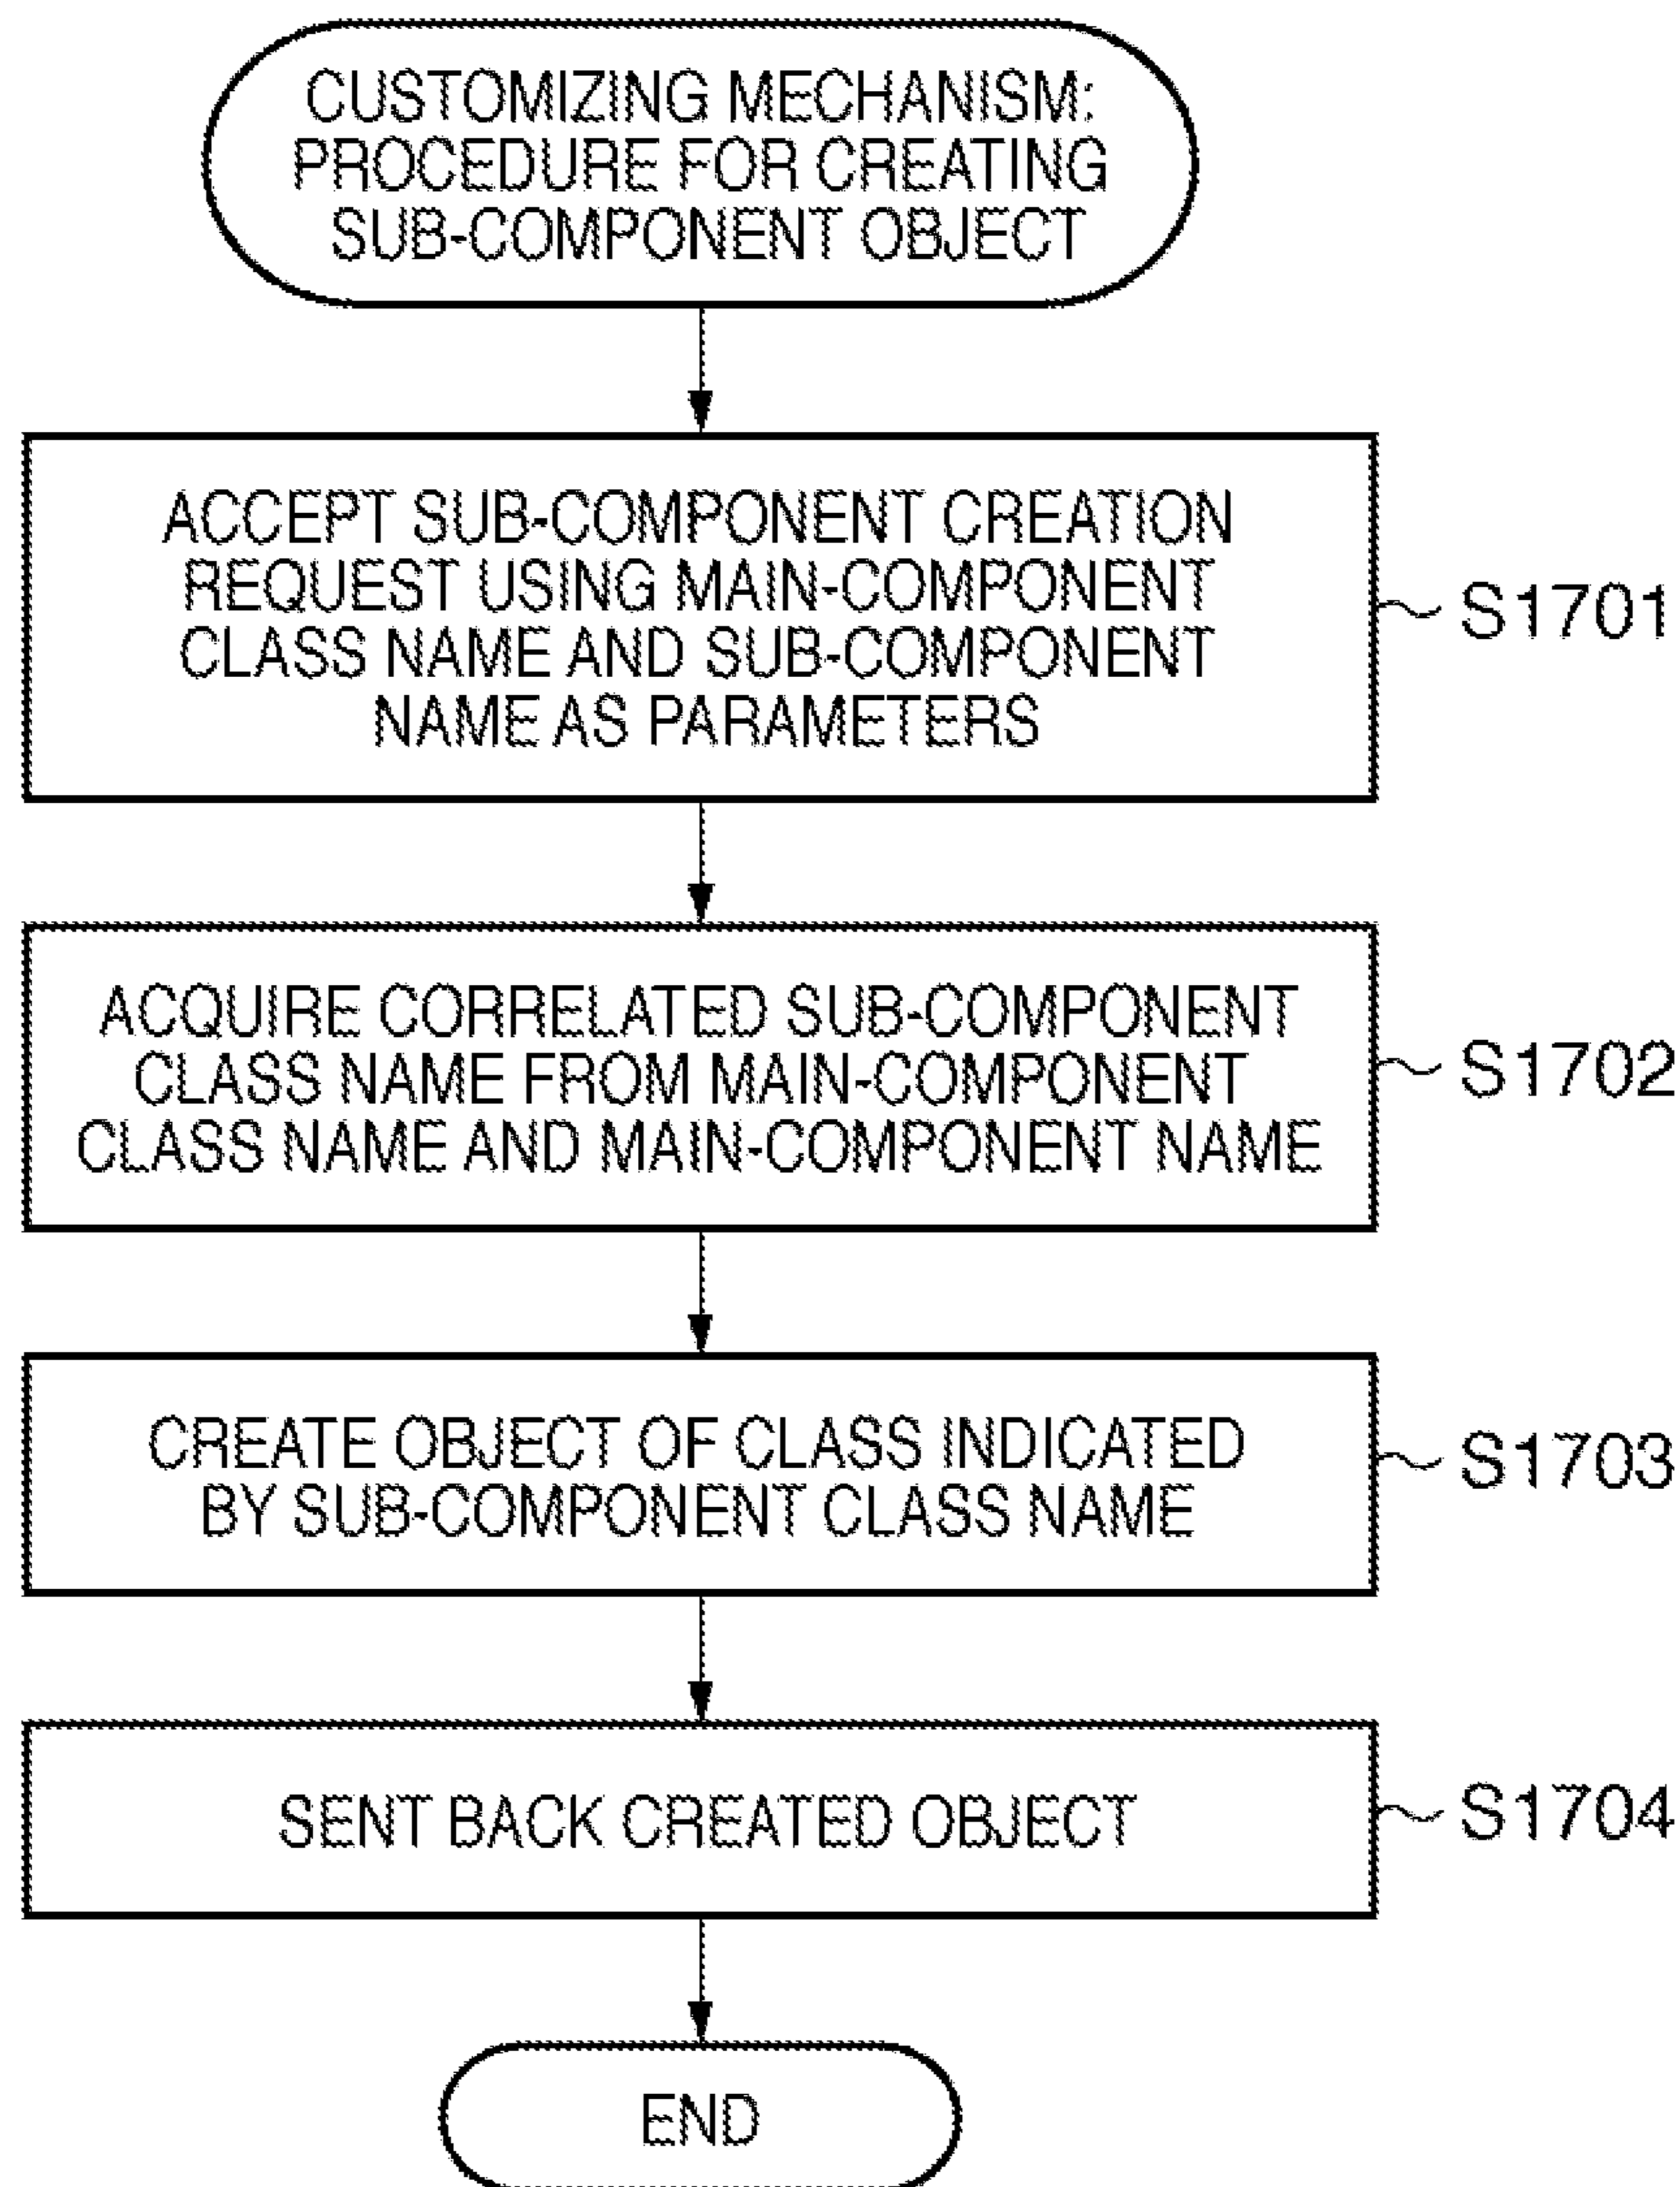 CUSTOMIZING MECHANISM:
PROCEDURE FOR CREATING
SUB-COMPONENT OBJECT
ACCEPT SUB-COMPONENT CREATION
REQUEST USING MAIN-COMPONENT
CLASS NAME AND SUB-COMPONENT
NAME AS PARAMETERS
S1701
ACQUIRE CORRELATED SUB-COMPONENT
CLASS NAME FROM MAIN-COMPONENT
CLASS NAME AND MAIN-COMPONENT NAME
S1702
CREATE OBJECT OF CLASS INDICATED
BY SUB-COMPONENT CLASS NAME
S1703
SENT BACK CREATED OBJECT
S1704
END